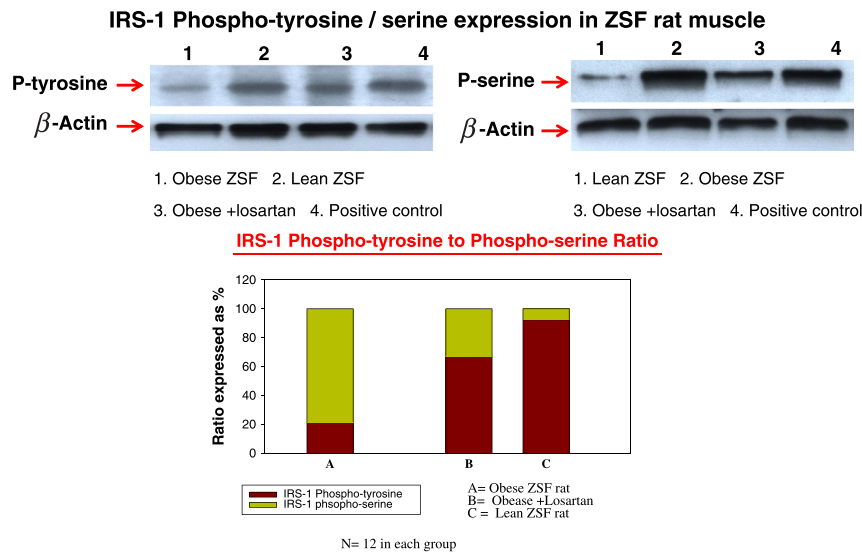 IRS-1 Phospho-tyrosine / serine expression in ZSF rat muscle
1 2 3 4
P-tyrosine
β-Actin
1. Obese ZSF 2. Lean ZSF
3. Obese +losartan 4. Positive control
1 2 3 4
P-serine
β-Actin
1. Lean ZSF 2. Obese ZSF
3. Obese +losartan 4. Positive control
IRS-1 Phospho-tyrosine to Phospho-serine Ratio
Ratio expressed as %
120
100
80
60
40
20
0
A B C
IRS-1 Phospho-tyrosine
IRS-1 phsopho-serine
A= Obese ZSF rat
B= Obease +Losartan
C = Lean ZSF rat
N= 12 in each group